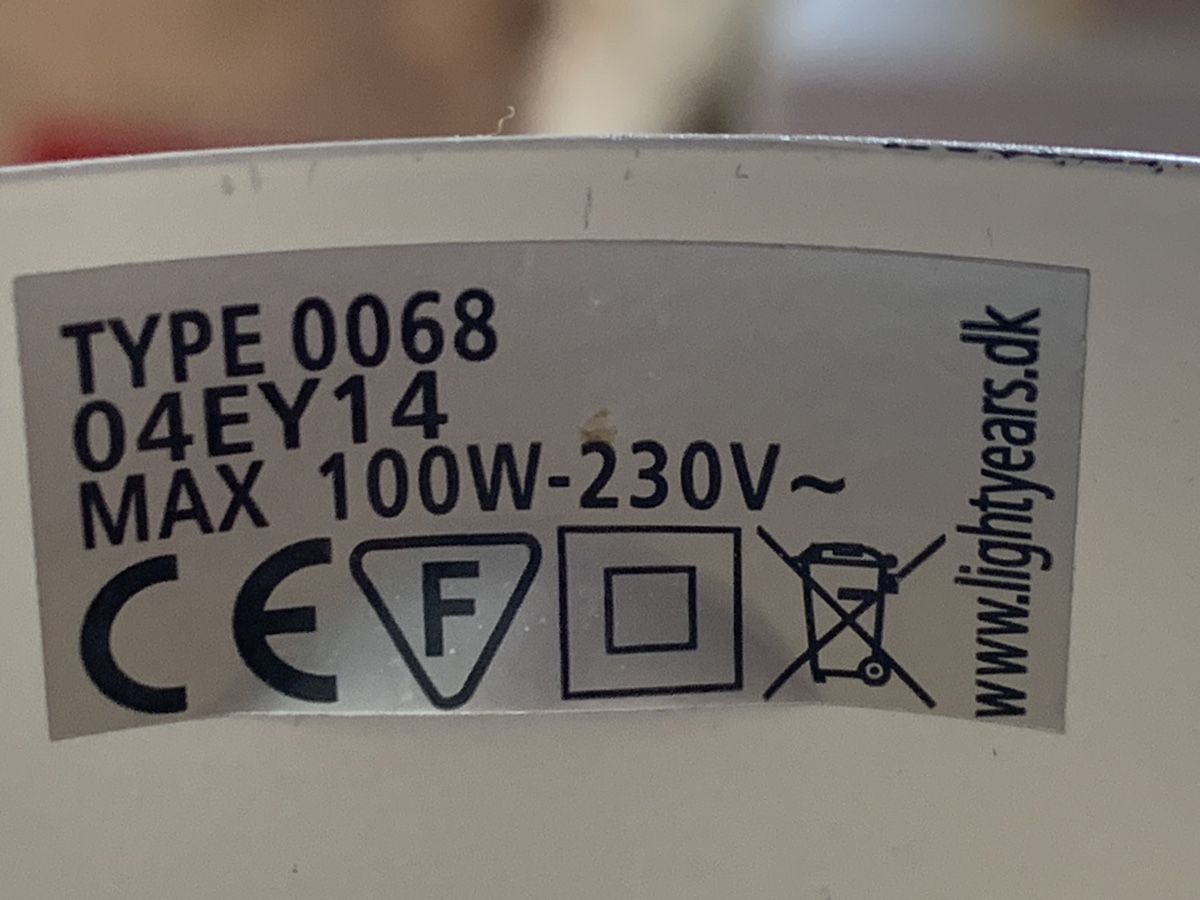 TYPE 0068
04EY14
MAX 100W-230V~
CE F
www.lightyears.dk